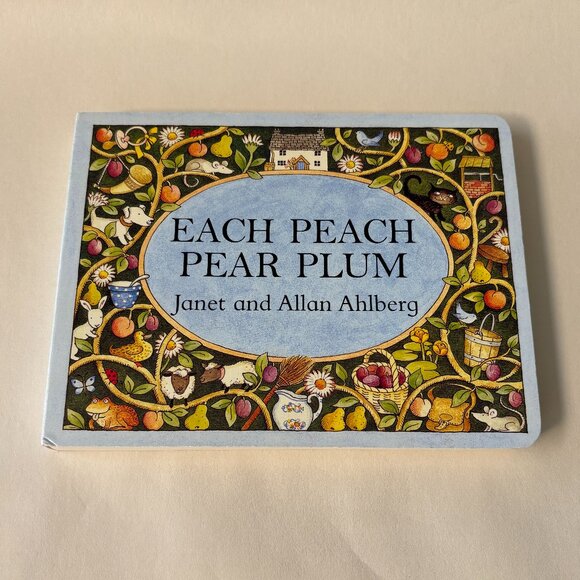 EACH PEACH
PEAR PLUM
Janet and Allan Ahlberg